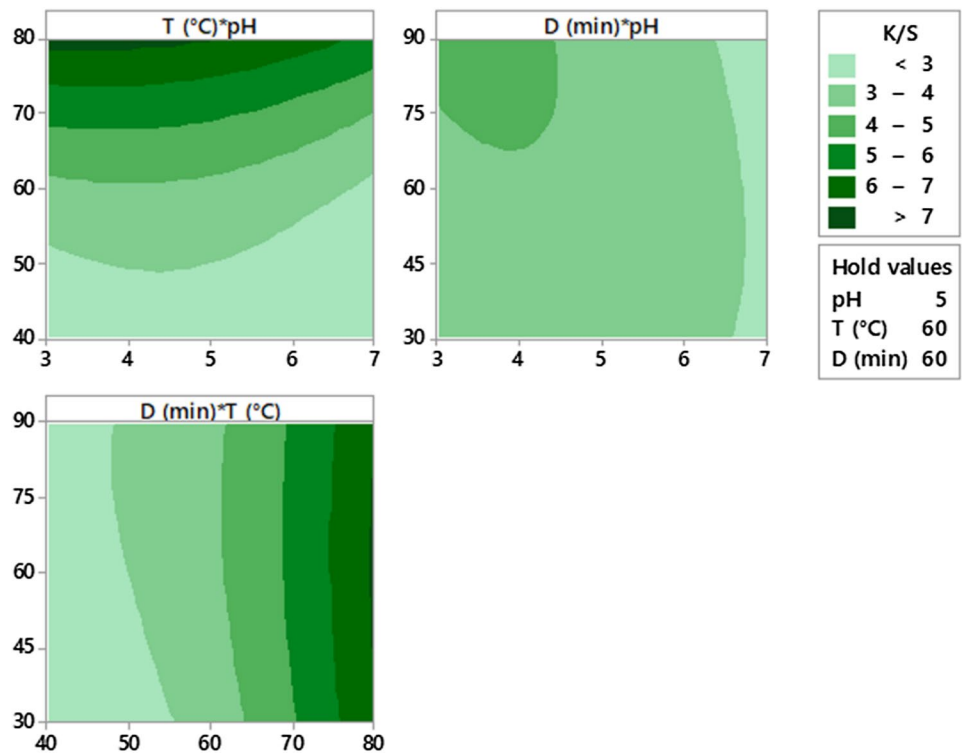 T (°C)*pH
80
70
60
50
40
3 4 5 6 7
D (min)*pH
90
75
60
45
30
3 4 5 6 7
K/S
< 3
3 – 4
4 – 5
5 – 6
6 – 7
> 7
Hold values
pH 5
T (°C) 60
D (min) 60
D (min)*T (°C)
90
75
60
45
30
40 50 60 70 80